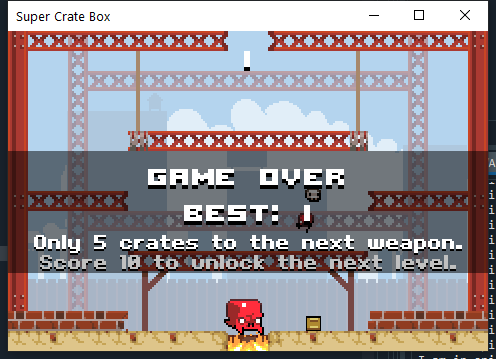 Super Crate Box
1
GAME OVER
BEST: 1
Only 5 crates to the next weapon.
Score 10 to unlock the next level.